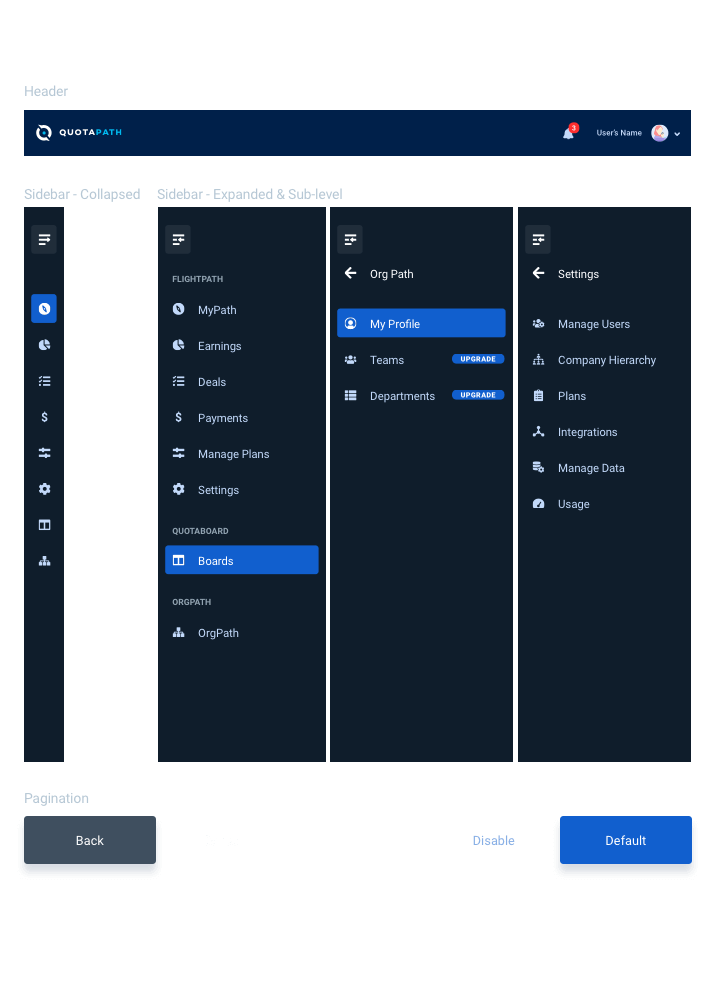 Header
QUOTAPATH
3
User's Name
Sidebar - Collapsed
Sidebar - Expanded & Sub-level
FLIGHTPATH
MyPath
Earnings
Deals
Payments
Manage Plans
Settings
QUOTABOARD
Boards
ORGPATH
OrgPath
Org Path
My Profile
Teams UPGRADE
Departments UPGRADE
Settings
Manage Users
Company Hierarchy
Plans
Integrations
Manage Data
Usage
Pagination
Back
Disable
Default